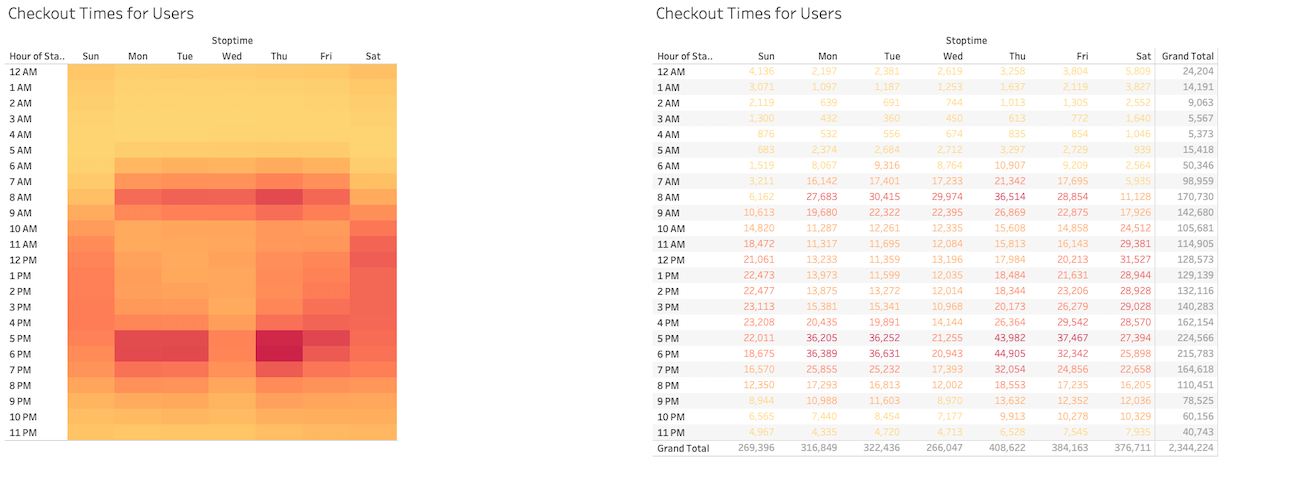 Checkout Times for Users
Stoptime
Hour of Sta.. Sun Mon Tue Wed Thu Fri Sat
12 AM
1 AM
2 AM
3 AM
4 AM
5 AM
6 AM
7 AM
8 AM
9 AM
10 AM
11 AM
12 PM
1 PM
2 PM
3 PM
4 PM
5 PM
6 PM
7 PM
8 PM
9 PM
10 PM
11 PM
Checkout Times for Users
Stoptime
Hour of Sta.. Sun Mon Tue Wed Thu Fri Sat Grand Total
12 AM 4,136 2,197 2,381 2,619 3,258 3,804 5,809 24,204
1 AM 3,071 1,097 1,187 1,253 1,637 2,119 3,827 14,191
2 AM 2,119 639 691 744 1,013 1,305 2,552 9,063
3 AM 1,300 432 360 450 613 772 1,640 5,567
4 AM 876 532 556 674 835 854 1,046 5,373
5 AM 683 2,374 2,684 2,712 3,297 2,729 939 15,418
6 AM 1,519 8,067 9,316 8,764 10,907 9,209 2,564 50,346
7 AM 3,211 16,142 17,401 17,233 21,342 17,695 5,935 98,959
8 AM 6,162 27,683 30,415 29,974 36,514 28,854 11,128 170,730
9 AM 10,613 19,680 22,322 22,395 26,869 22,875 17,926 142,680
10 AM 14,820 11,287 12,261 12,335 15,608 14,858 24,512 105,681
11 AM 18,472 11,317 11,695 12,084 15,813 16,143 29,381 114,905
12 PM 21,061 13,233 11,359 13,196 17,984 20,213 31,527 128,573
1 PM 22,473 13,973 11,599 12,035 18,484 21,631 28,944 129,139
2 PM 22,477 13,875 13,272 12,014 18,344 23,206 28,928 132,116
3 PM 23,113 15,381 15,341 10,968 20,173 26,279 29,028 140,283
4 PM 23,208 20,435 19,891 14,144 26,364 29,542 28,570 162,154
5 PM 22,011 36,205 36,252 21,255 43,982 37,467 27,394 224,566
6 PM 18,675 36,389 36,631 20,943 44,905 32,342 25,898 215,783
7 PM 16,570 25,855 25,232 17,393 32,054 24,856 22,658 164,618
8 PM 12,350 17,293 16,813 12,002 18,553 17,235 16,205 110,451
9 PM 8,944 10,988 11,603 8,970 13,632 12,352 12,036 78,525
10 PM 6,565 7,440 8,454 7,177 9,913 10,278 10,329 60,156
11 PM 4,967 4,335 4,720 4,713 6,528 7,545 7,935 40,743
Grand Total 269,396 316,849 322,436 266,047 408,622 384,163 376,711 2,344,224